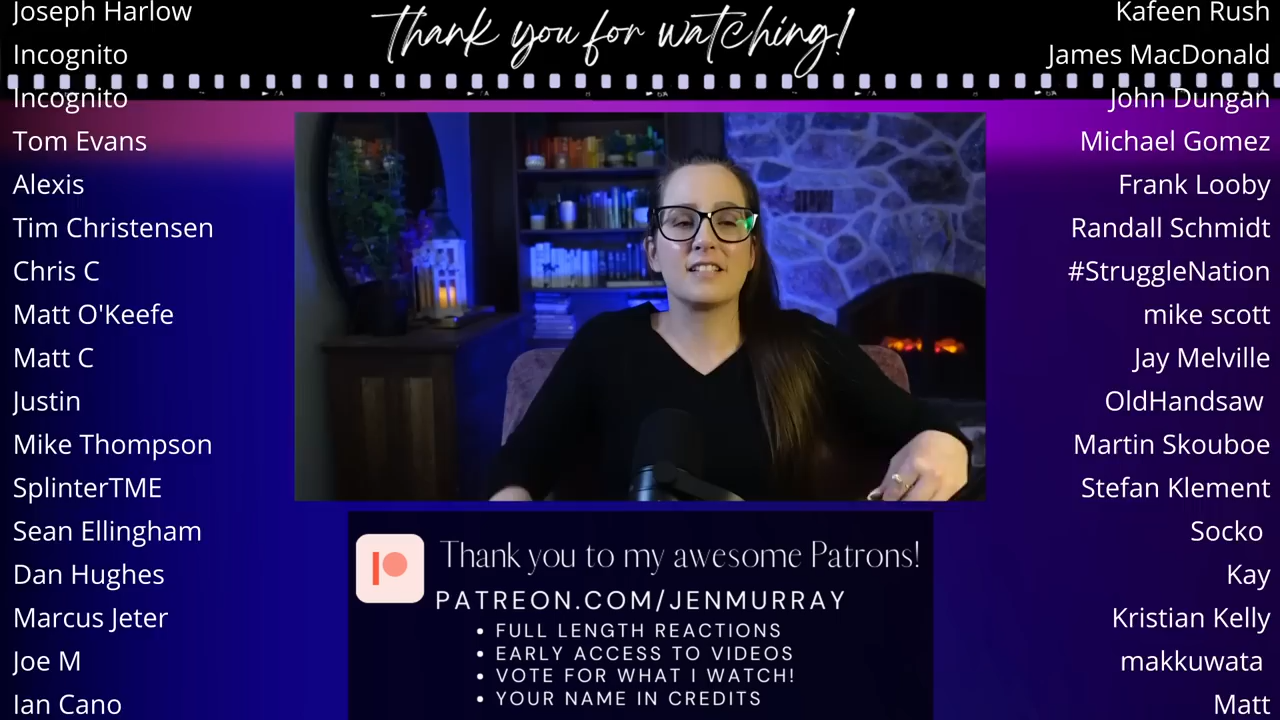 Thank you for watching!
Joseph Harlow
Incognito
Incognito
Tom Evans
Alexis
Tim Christensen
Chris C
Matt O'Keefe
Matt C
Justin
Mike Thompson
SplinterTME
Sean Ellingham
Dan Hughes
Marcus Jeter
Joe M
Ian Cano
Kafeen Rush
James MacDonald
John Dungan
Michael Gomez
Frank Looby
Randall Schmidt
#StruggleNation
mike scott
Jay Melville
OldHandsaw
Martin Skouboe
Stefan Klement
Socko
Kay
Kristian Kelly
makkuwata
Matt
Thank you to my awesome Patrons!
PATREON.COM/JENMURRAY
• FULL LENGTH REACTIONS
• EARLY ACCESS TO VIDEOS
• VOTE FOR WHAT I WATCH!
• YOUR NAME IN CREDITS